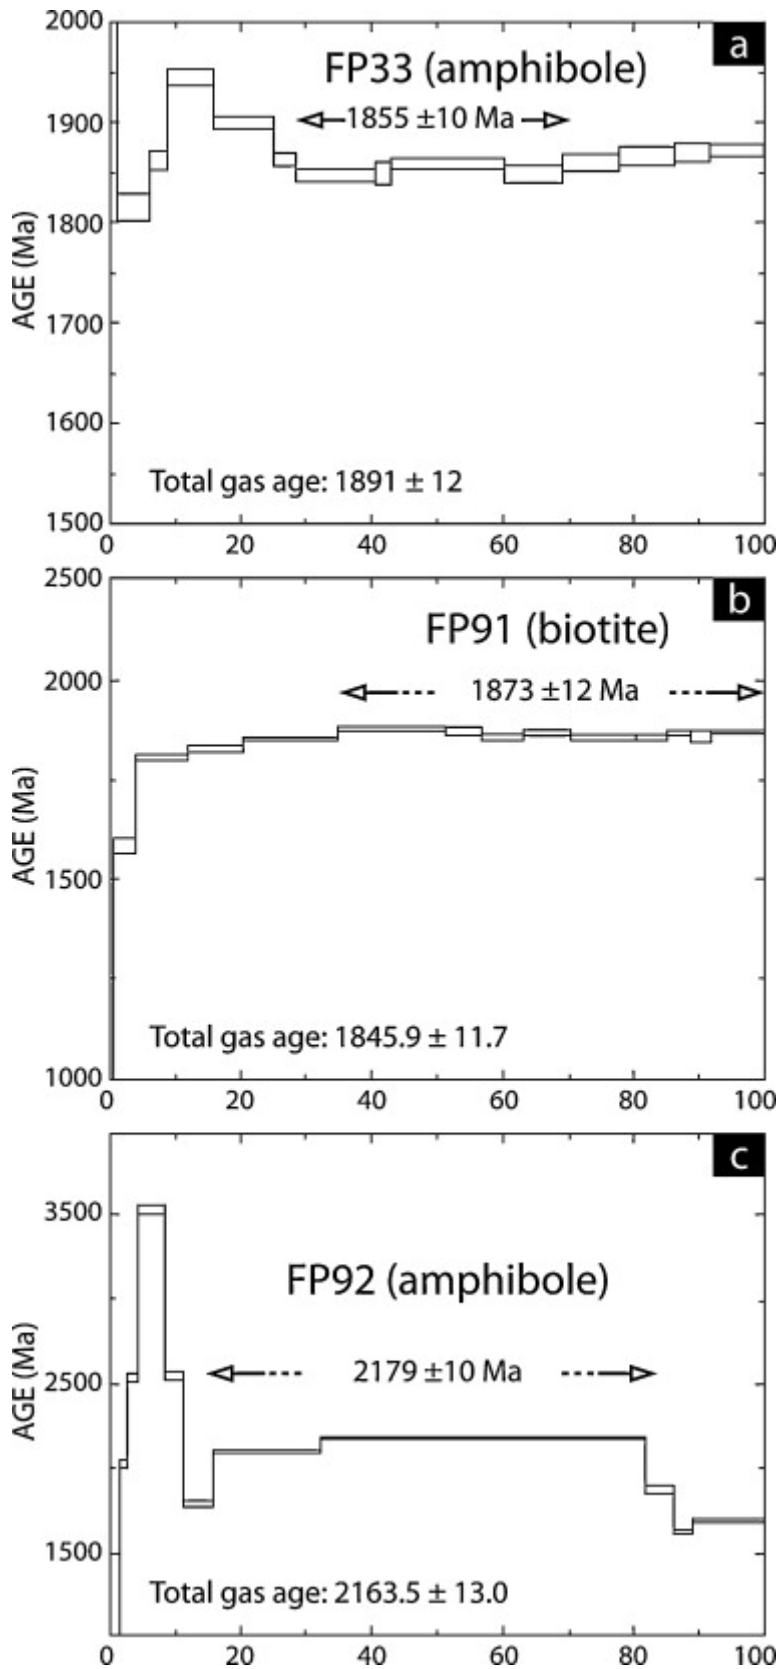 a
FP33 (amphibole)
1855 ±10 Ma
AGE (Ma)
2000
1900
1800
1700
1600
1500
Total gas age: 1891 ± 12
0 20 40 60 80 100
b
FP91 (biotite)
1873 ±12 Ma
AGE (Ma)
2500
2000
1500
1000
Total gas age: 1845.9 ± 11.7
0 20 40 60 80 100
c
FP92 (amphibole)
2179 ±10 Ma
AGE (Ma)
3500
2500
1500
Total gas age: 2163.5 ± 13.0
0 20 40 60 80 100